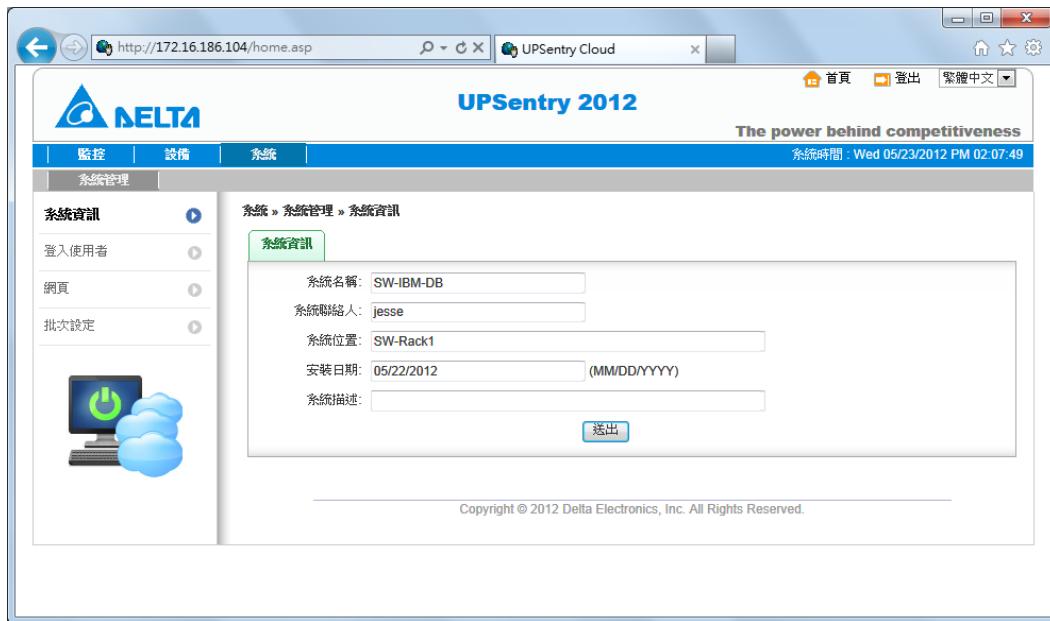 http://172.16.186.104/home.asp
UPSentry Cloud
首頁 登出 繁體中文
DELTA
UPSentry 2012
The power behind competitiveness
監控 設備 系統
系統時間 : Wed 05/23/2012 PM 02:07:49
系統管理
系統資訊
登入使用者
網頁
批次設定
系統 » 系統管理 » 系統資訊
系統資訊
系統名稱: SW-IBM-DB
系統聯絡人: jesse
系統位置: SW-Rack1
安裝日期: 05/22/2012 (MM/DD/YYYY)
系統描述:
送出
Copyright © 2012 Delta Electronics, Inc. All Rights Reserved.